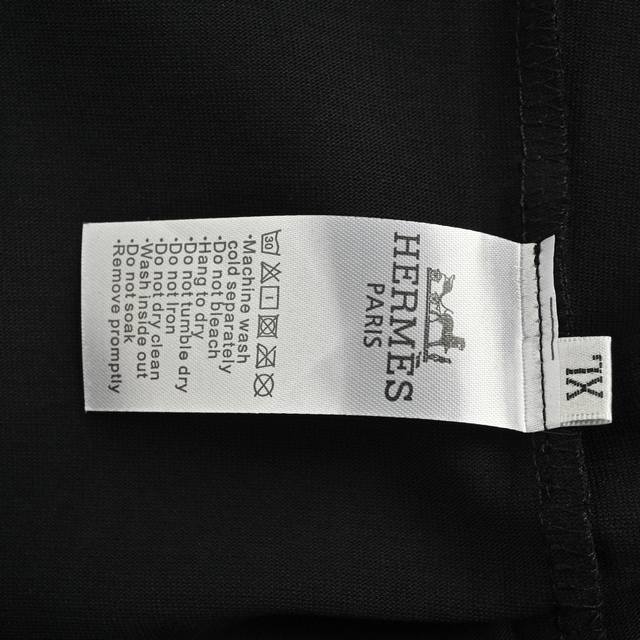 HERMÈS
PARIS
30
-Machine wash
cold separately
-Do not bleach
-Hang to dry
-Do not tumble dry
-Do not iron
-Do not dry clean
-Wash inside out
-Do not soak
-Remove promptly
XL